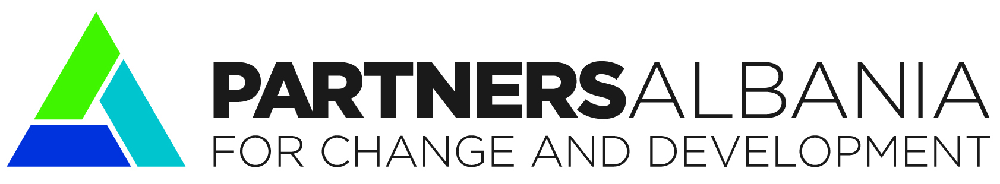 PARTNERSALBANIA
FOR CHANGE AND DEVELOPMENT